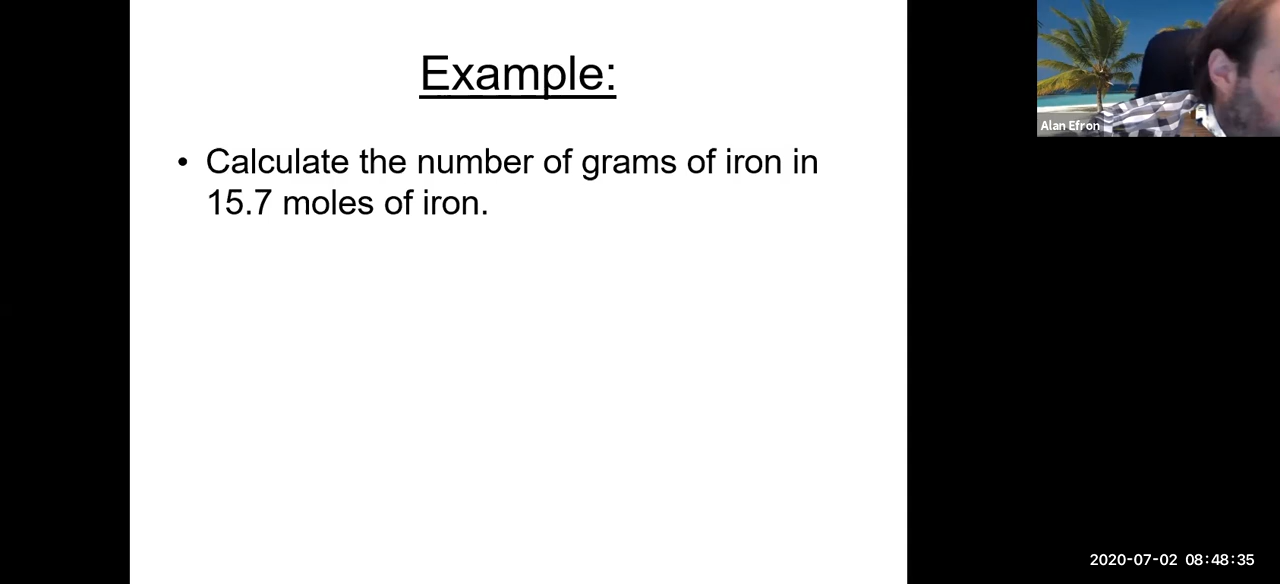 Example:
• Calculate the number of grams of iron in
15.7 moles of iron.
Alan Efron
2020-07-02 08:48:35